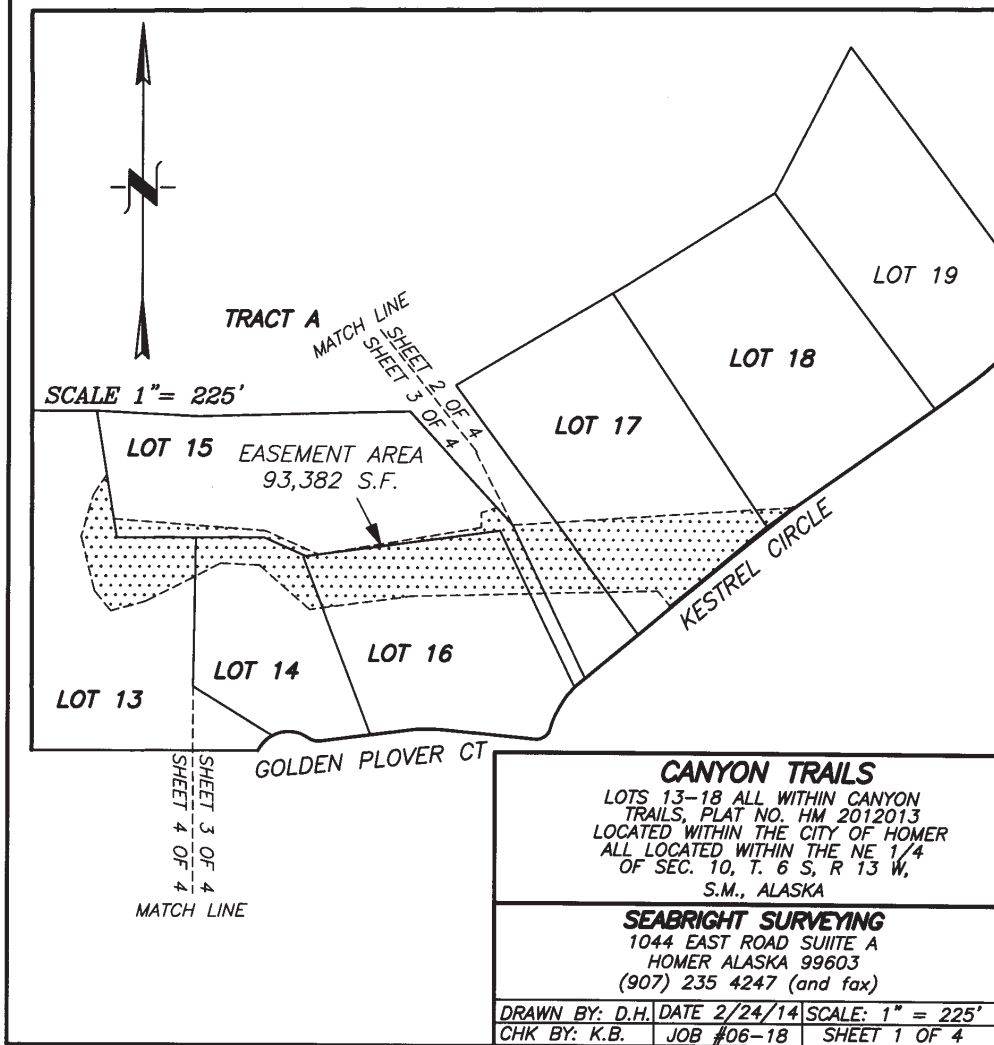 N
TRACT A
MATCH LINE
SHEET 2 OF 4
SHEET 3 OF 4
SCALE 1"= 225'
LOT 15
EASEMENT AREA
93,382 S.F.
LOT 19
LOT 18
LOT 17
KESTREL CIRCLE
LOT 16
LOT 14
LOT 13
GOLDEN PLOVER CT
SHEET 3 OF 4
SHEET 4 OF 4
MATCH LINE
CANYON TRAILS
LOTS 13-18 ALL WITHIN CANYON
TRAILS, PLAT NO. HM 2012013
LOCATED WITHIN THE CITY OF HOMER
ALL LOCATED WITHIN THE NE 1/4
OF SEC. 10, T. 6 S, R 13 W,
S.M., ALASKA
SEABRIGHT SURVEYING
1044 EAST ROAD SUIITE A
HOMER ALASKA 99603
(907) 235 4247 (and fax)
DRAWN BY: D.H. DATE 2/24/14 SCALE: 1" = 225'
CHK BY: K.B. JOB #06-18 SHEET 1 OF 4